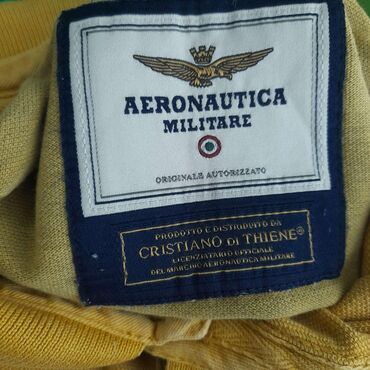 AERONAUTICA
MILITARE
ORIGINALE AUTORIZZATO
PRODOTTO E DISTRIBUITO DA
CRISTIANO DI THIENE®
LICENZIATARIO UFFICIALE
DEL MARCHIO AERONAUTICA MILITARE